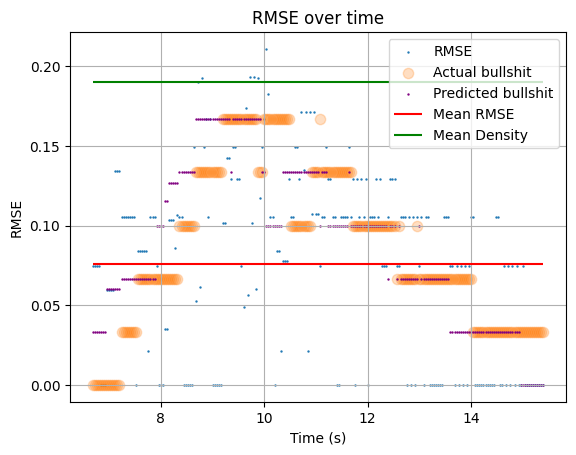 RMSE over time
RMSE
Actual bullshit
Predicted bullshit
Mean RMSE
Mean Density
0.20
0.15
0.10
0.05
0.00
RMSE
8
10
12
14
Time (s)